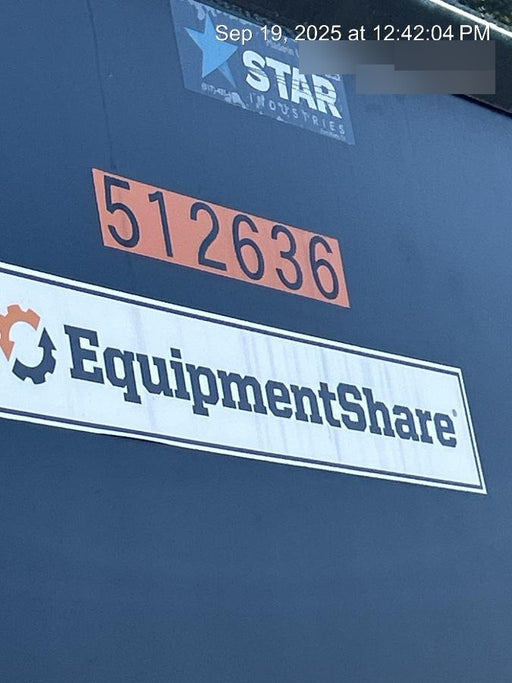 Sep 19, 2025 at 12:42:04 PM
STAR
INDUSTRIES
512636
EquipmentShare®